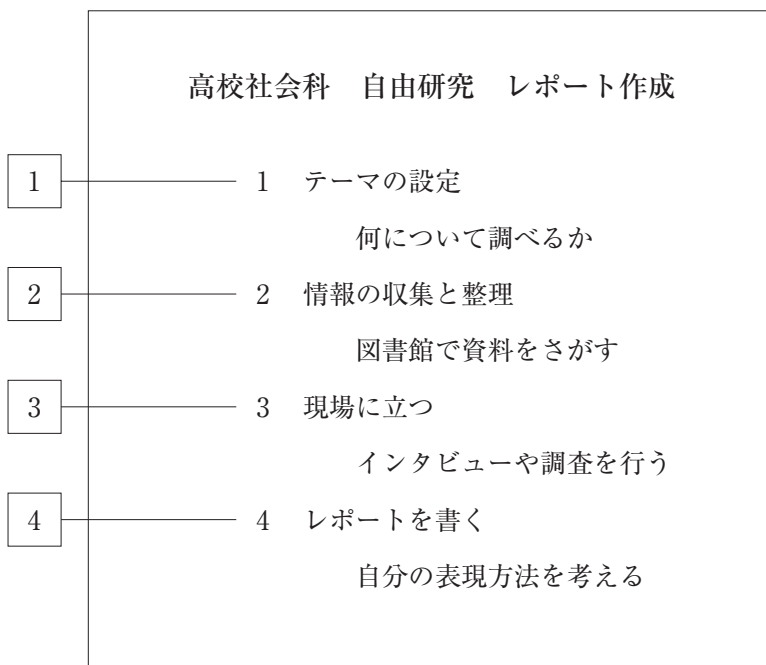 高校社会科　自由研究　レポート作成
1 1　テーマの設定
何について調べるか
2 2　情報の収集と整理
図書館で資料をさがす
3 3　現場に立つ
インタビューや調査を行う
4 4　レポートを書く
自分の表現方法を考える